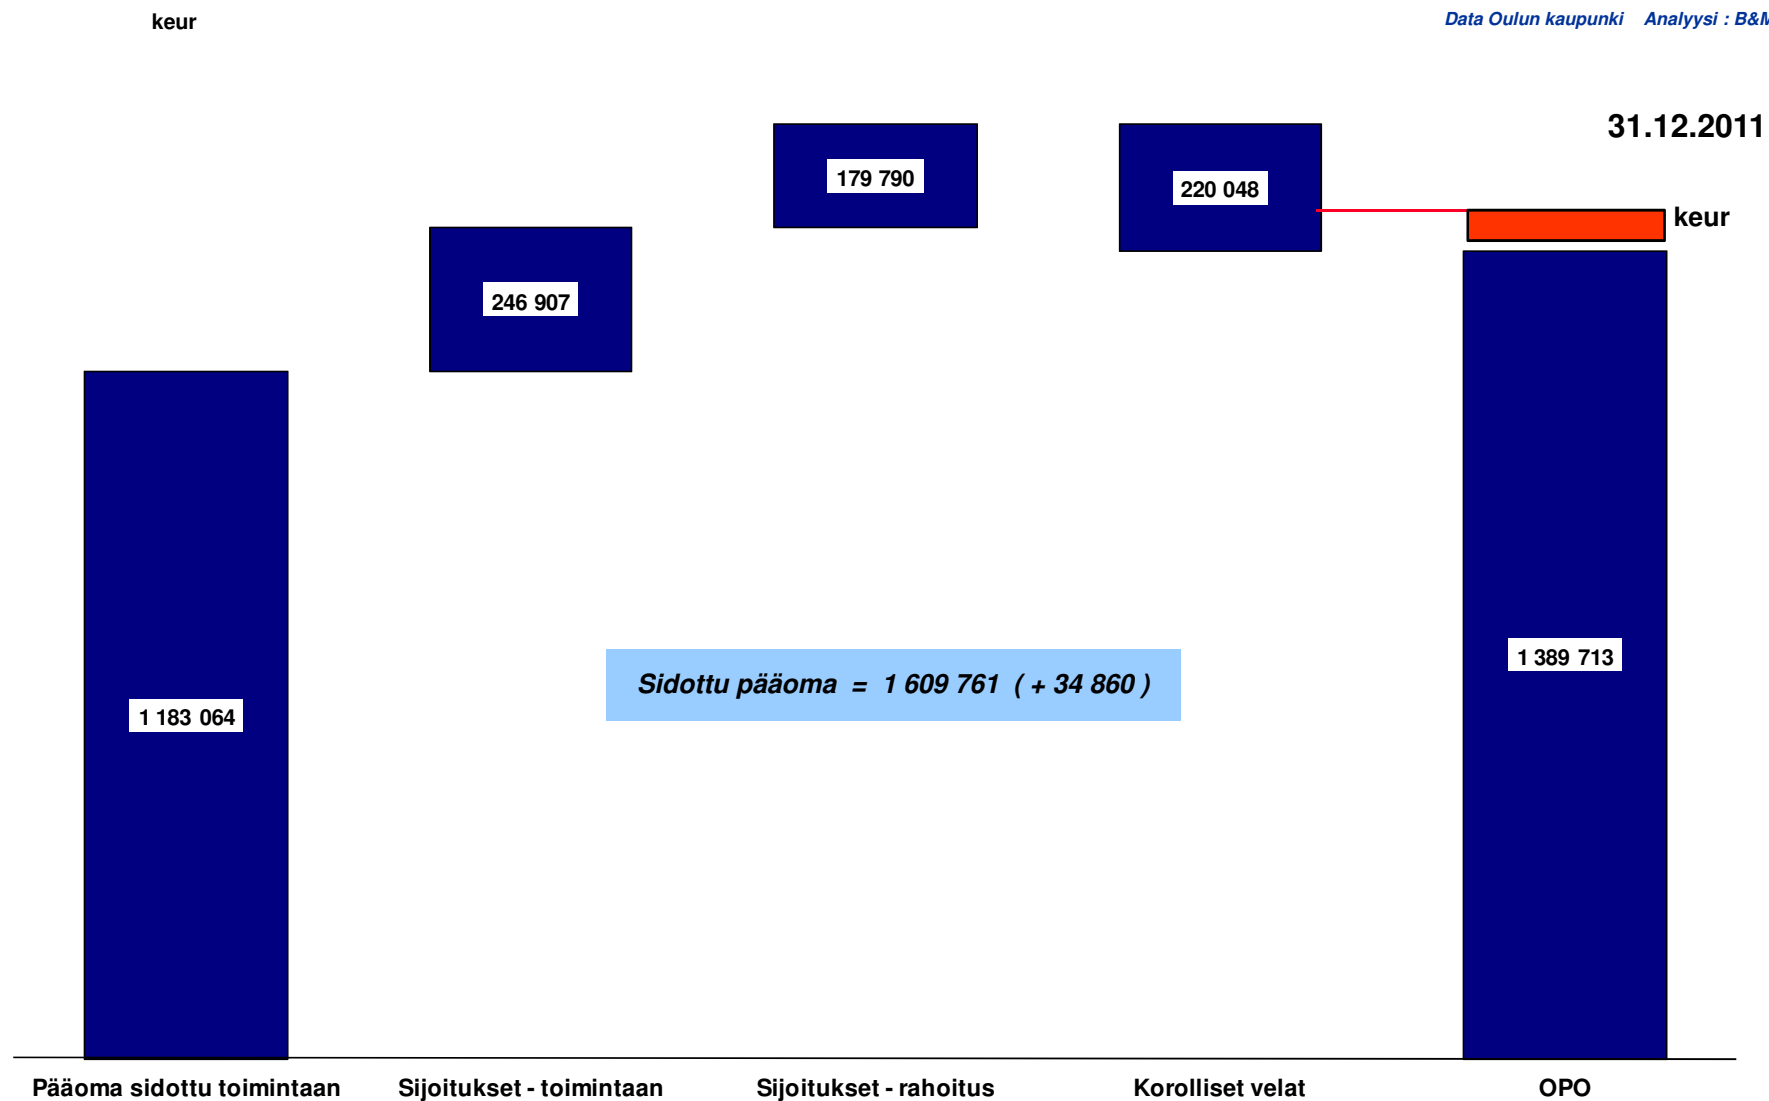 keur
Data Oulun kaupunki Analyysi : B&M
31.12.2011
179 790
220 048
keur
246 907
1 389 713
Sidottu pääoma = 1 609 761 ( + 34 860 )
1 183 064
Pääoma sidottu toimintaan
Sijoitukset - toimintaan
Sijoitukset - rahoitus
Korolliset velat
OPO